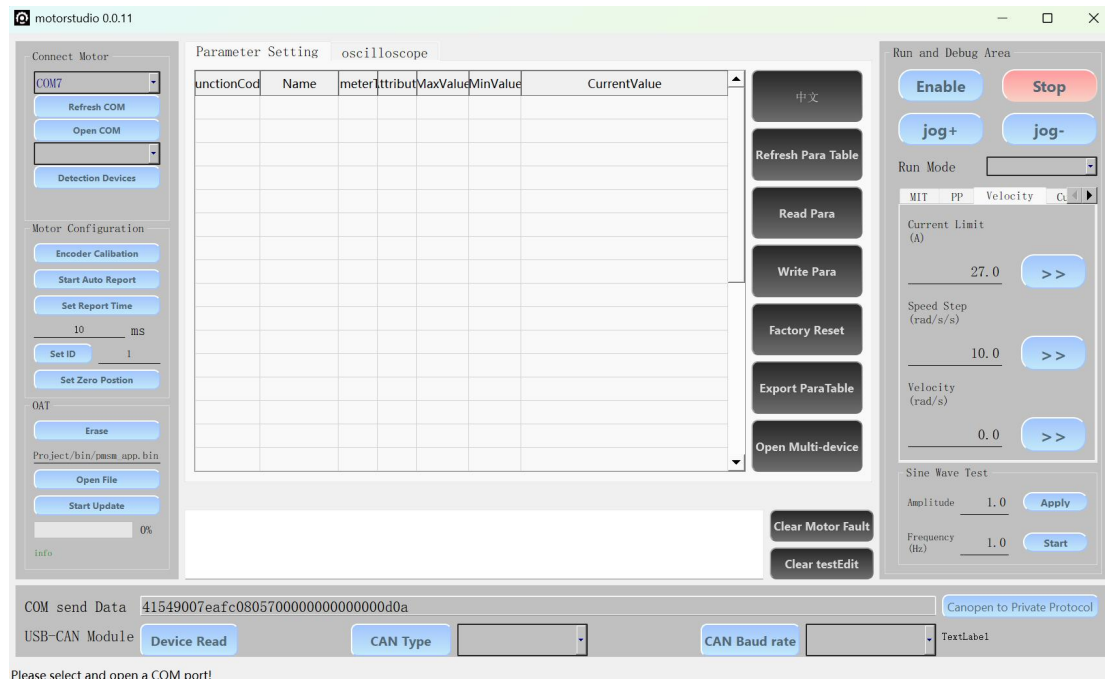 motorstudio 0.0.11
Connect Motor
COM7
Refresh COM
Open COM
Detection Devices
Motor Configuration
Encoder Calibation
Start Auto Report
Set Report Time
10 ms
Set ID 1
Set Zero Postion
OAT
Erase
Project/bin/pmsm_app.bin
Open File
Start Update
0%
info
Parameter Setting oscilloscope
unctionCod Name meterT ttribut MaxValue MinValue CurrentValue
中文
Refresh Para Table
Read Para
Write Para
Factory Reset
Export ParaTable
Open Multi-device
Clear Motor Fault
Clear testEdit
Run and Debug Area
Enable Stop
jog+ jog-
Run Mode
MIT PP Velocity Cu
Current Limit
(A)
27.0 >>
Speed Step
(rad/s/s)
10.0 >>
Velocity
(rad/s)
0.0 >>
Sine Wave Test
Amplitude 1.0 Apply
Frequency
(Hz) 1.0 Start
COM send Data Canopen to Private Protocol
USB-CAN Module Device Read CAN Type CAN Baud rate TextLabel
Please select and open a COM port!